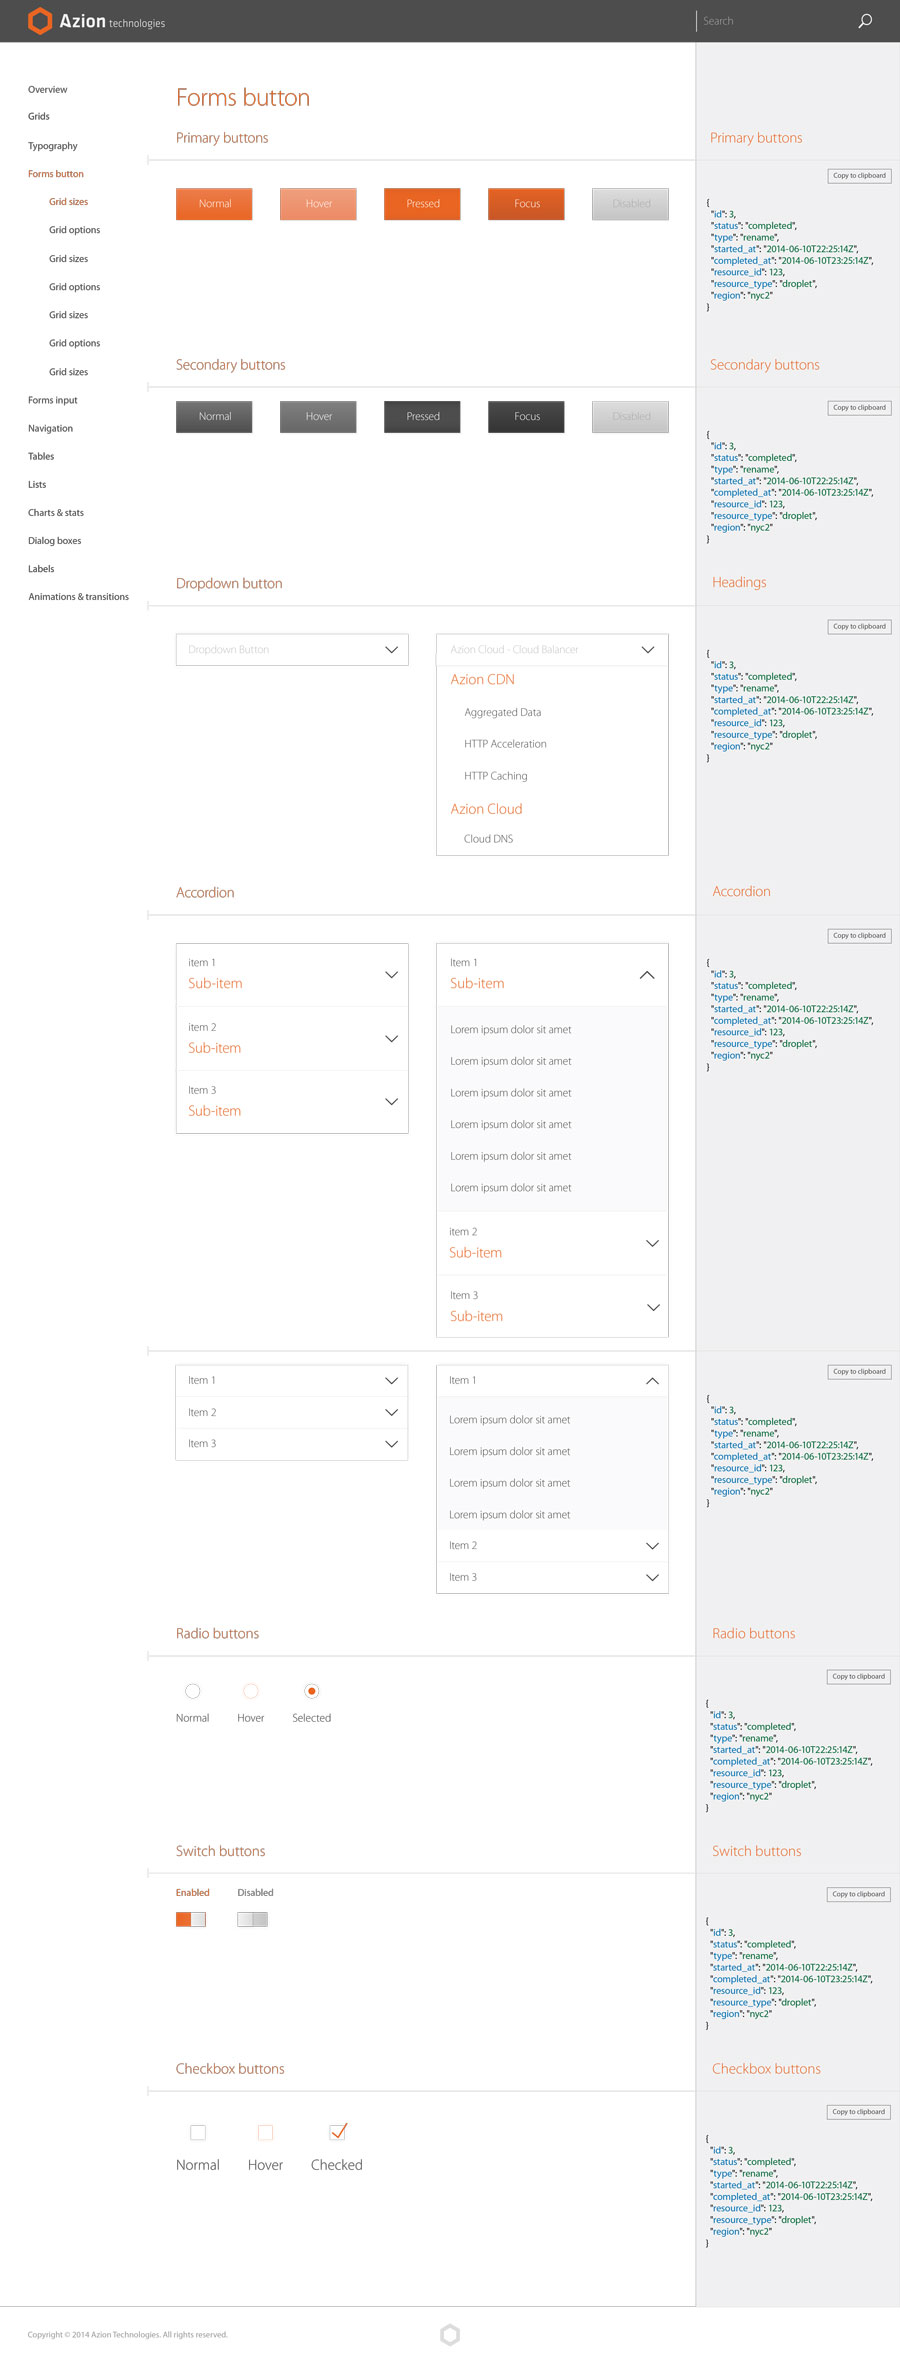 Azion technologies
Search
Overview
Grids
Typography
Forms button
Grid sizes
Grid options
Grid sizes
Grid options
Grid sizes
Grid options
Grid sizes
Forms input
Navigation
Tables
Lists
Charts & stats
Dialog boxes
Labels
Animations & transitions
Forms button
Primary buttons
Normal Hover Pressed Focus Disabled
Primary buttons
Copy to clipboard
{
"id": 3,
"status": "completed",
"type": "rename",
"started_at": "2014-06-10T22:25:14Z",
"completed_at": "2014-06-10T23:25:14Z",
"resource_id": 123,
"resource_type": "droplet",
"region": "nyc2"
}
Secondary buttons
Normal Hover Pressed Focus Disabled
Secondary buttons
Copy to clipboard
{
"id": 3,
"status": "completed",
"type": "rename",
"started_at": "2014-06-10T22:25:14Z",
"completed_at": "2014-06-10T23:25:14Z",
"resource_id": 123,
"resource_type": "droplet",
"region": "nyc2"
}
Dropdown button
Dropdown Button
Azion Cloud - Cloud Balancer
Azion CDN
Aggregated Data
HTTP Acceleration
HTTP Caching
Azion Cloud
Cloud DNS
Headings
Copy to clipboard
{
"id": 3,
"status": "completed",
"type": "rename",
"started_at": "2014-06-10T22:25:14Z",
"completed_at": "2014-06-10T23:25:14Z",
"resource_id": 123,
"resource_type": "droplet",
"region": "nyc2"
}
Accordion
item 1
Sub-item
item 2
Sub-item
Item 3
Sub-item
Item 1
Sub-item
Lorem ipsum dolor sit amet
Lorem ipsum dolor sit amet
Lorem ipsum dolor sit amet
Lorem ipsum dolor sit amet
Lorem ipsum dolor sit amet
Lorem ipsum dolor sit amet
item 2
Sub-item
Item 3
Sub-item
Accordion
Copy to clipboard
{
"id": 3,
"status": "completed",
"type": "rename",
"started_at": "2014-06-10T22:25:14Z",
"completed_at": "2014-06-10T23:25:14Z",
"resource_id": 123,
"resource_type": "droplet",
"region": "nyc2"
}
Item 1
Item 2
Item 3
Item 1
Lorem ipsum dolor sit amet
Lorem ipsum dolor sit amet
Lorem ipsum dolor sit amet
Lorem ipsum dolor sit amet
Item 2
Item 3
Copy to clipboard
{
"id": 3,
"status": "completed",
"type": "rename",
"started_at": "2014-06-10T22:25:14Z",
"completed_at": "2014-06-10T23:25:14Z",
"resource_id": 123,
"resource_type": "droplet",
"region": "nyc2"
}
Radio buttons
Normal Hover Selected
Radio buttons
Copy to clipboard
{
"id": 3,
"status": "completed",
"type": "rename",
"started_at": "2014-06-10T22:25:14Z",
"completed_at": "2014-06-10T23:25:14Z",
"resource_id": 123,
"resource_type": "droplet",
"region": "nyc2"
}
Switch buttons
Enabled Disabled
Switch buttons
Copy to clipboard
{
"id": 3,
"status": "completed",
"type": "rename",
"started_at": "2014-06-10T22:25:14Z",
"completed_at": "2014-06-10T23:25:14Z",
"resource_id": 123,
"resource_type": "droplet",
"region": "nyc2"
}
Checkbox buttons
Normal Hover Checked
Checkbox buttons
Copy to clipboard
{
"id": 3,
"status": "completed",
"type": "rename",
"started_at": "2014-06-10T22:25:14Z",
"completed_at": "2014-06-10T23:25:14Z",
"resource_id": 123,
"resource_type": "droplet",
"region": "nyc2"
}
Copyright © 2014 Azion Technologies. All rights reserved.